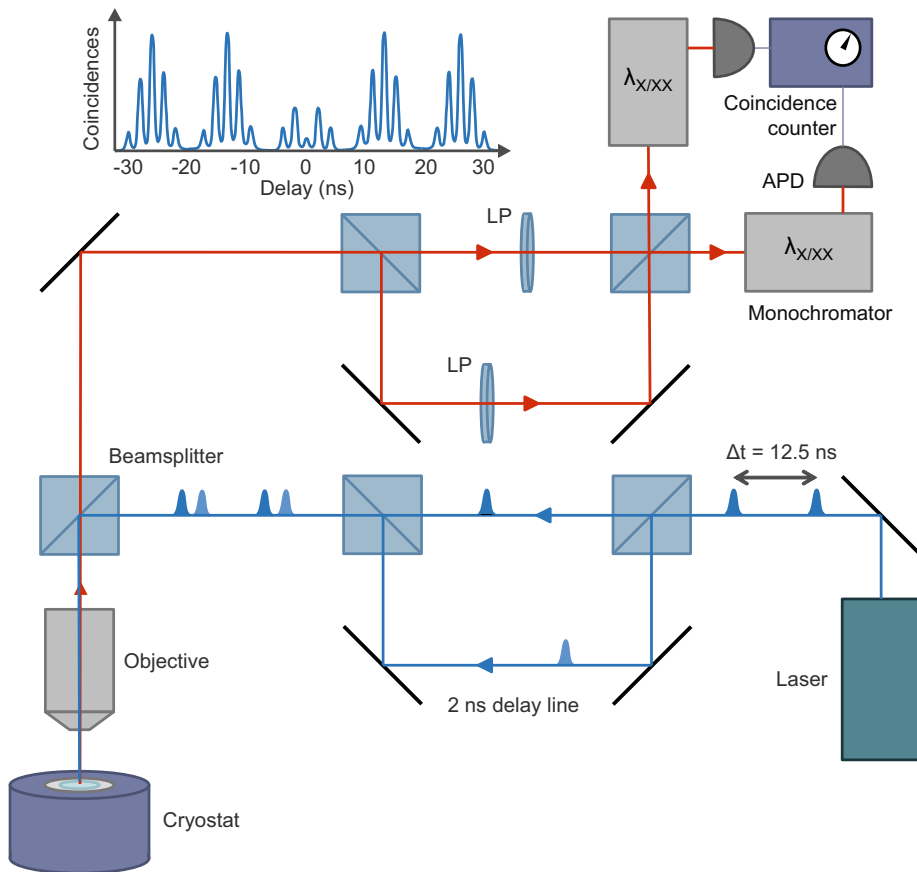 Coincidences
-30 -20 -10 0 10 20 30
Delay (ns)
λX/XX
Coincidence
counter
APD
LP
λX/XX
Monochromator
LP
Beamsplitter
Δt = 12.5 ns
Objective
2 ns delay line
Laser
Cryostat